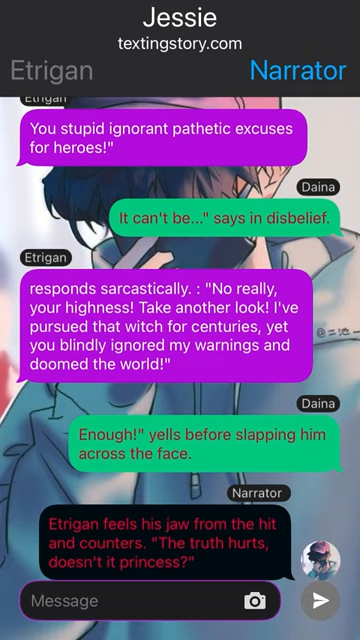 Jessie
textingstory.com
Etrigan
Narrator
Etrigan
You stupid ignorant pathetic excuses
for heroes!"
Daina
It can't be..." says in disbelief.
Etrigan
responds sarcastically. : "No really,
your highness! Take another look! I've
pursued that witch for centuries, yet
you blindly ignored my warnings and
doomed the world!"
Daina
Enough!" yells before slapping him
across the face.
Narrator
Etrigan feels his jaw from the hit
and counters. "The truth hurts,
doesn't it princess?"
Message